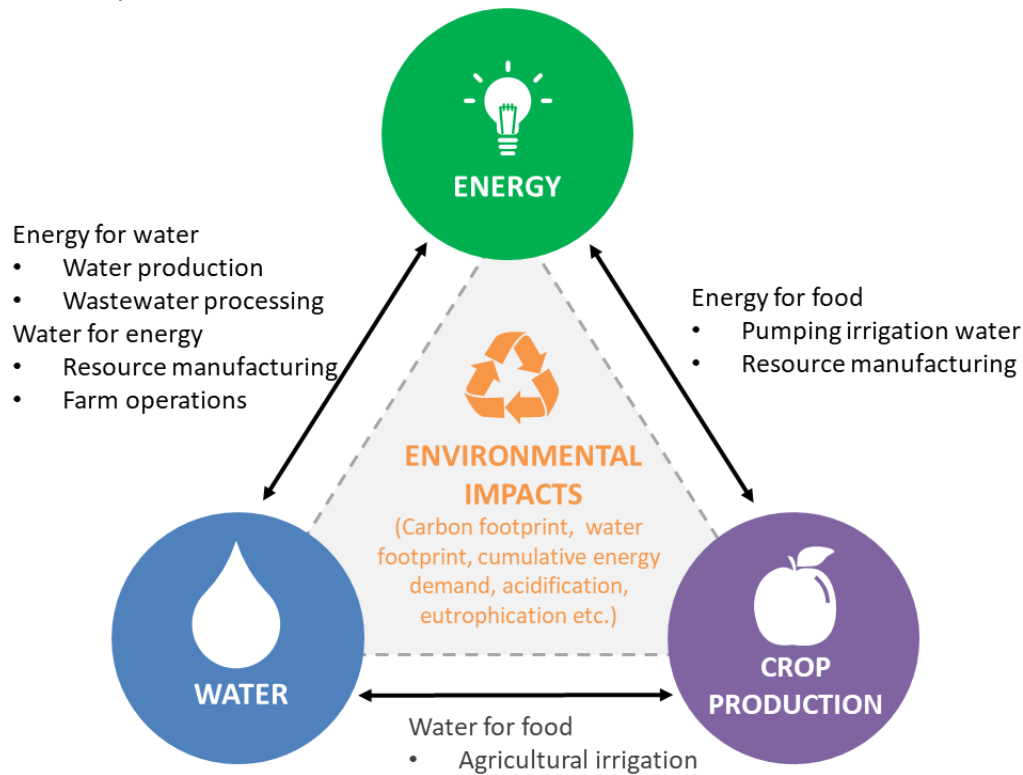 ENERGY
Energy for water
• Water production
• Wastewater processing
Water for energy
• Resource manufacturing
• Farm operations
Energy for food
• Pumping irrigation water
• Resource manufacturing
ENVIRONMENTAL
IMPACTS
(Carbon footprint, water
footprint, cumulative energy
demand, acidification,
eutrophication etc.)
WATER
CROP
PRODUCTION
Water for food
• Agricultural irrigation